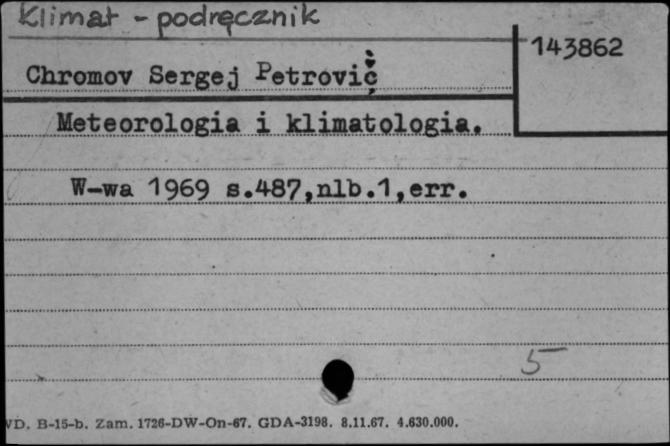 Klimat - podręcznik
143862
Chromov Sergej Petrovič
Meteorologia i klimatologia.
W-wa 1969 s.487,nlb.1,err.
5
VD. B-15-b. Zam. 1726-DW-On-67. GDA-3198. 8.11.67. 4.630.000.